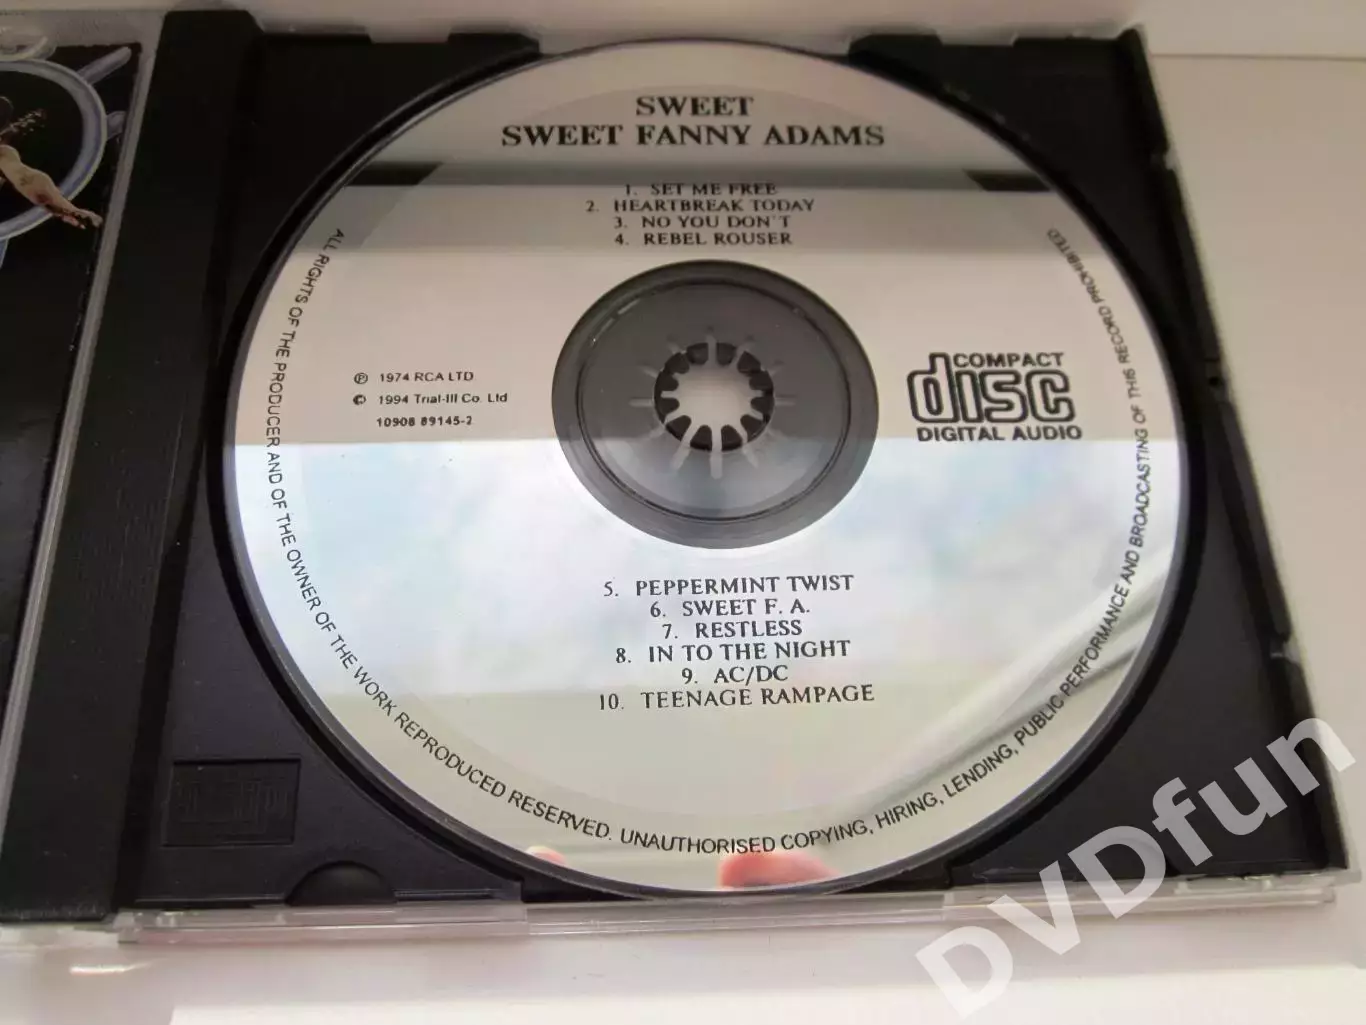 SWEET
SWEET FANNY ADAMS
1. SET ME FREE
2. HEARTBREAK TODAY
3. NO YOU DON'T
4. REBEL ROUSER
℗ 1974 RCA LTD
© 1994 Trial-III Co. Ltd
10908 89145-2
COMPACT
disc
DIGITAL AUDIO
5. PEPPERMINT TWIST
6. SWEET F. A.
7. RESTLESS
8. IN TO THE NIGHT
9. AC/DC
10. TEENAGE RAMPAGE
ALL RIGHTS OF THE PRODUCER AND OF THE OWNER OF THE WORK REPRODUCED RESERVED. UNAUTHORISED COPYING, HIRING, LENDING, PUBLIC PERFORMANCE AND BROADCASTING OF THIS RECORD PROHIBITED
DVDfun